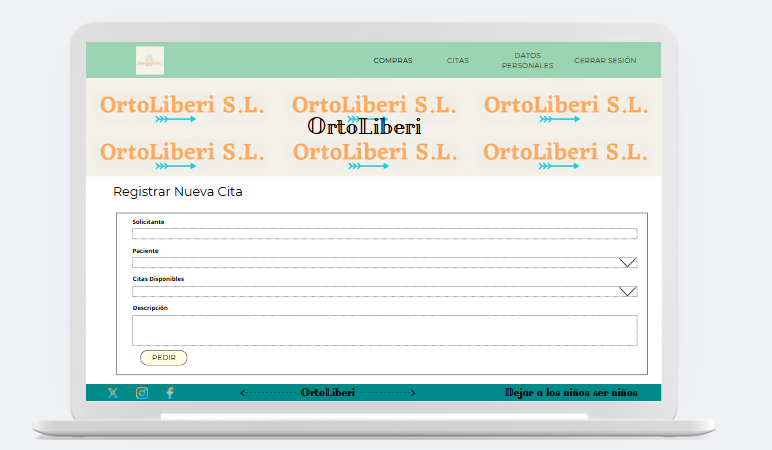 COMPRAS
CITAS
DATOS
PERSONALES
CERRAR SESIÓN
OrtoLiberi S.L. OrtoLiberi S.L. OrtoLiberi S.L.
OrtoLiberi
OrtoLiberi S.L. OrtoLiberi S.L. OrtoLiberi S.L.
Registrar Nueva Cita
Solicitante
Paciente
Citas Disponibles
Descripción
PEDIR
<-------------- OrtoLiberi -------------->
Dejar a los niños ser niños